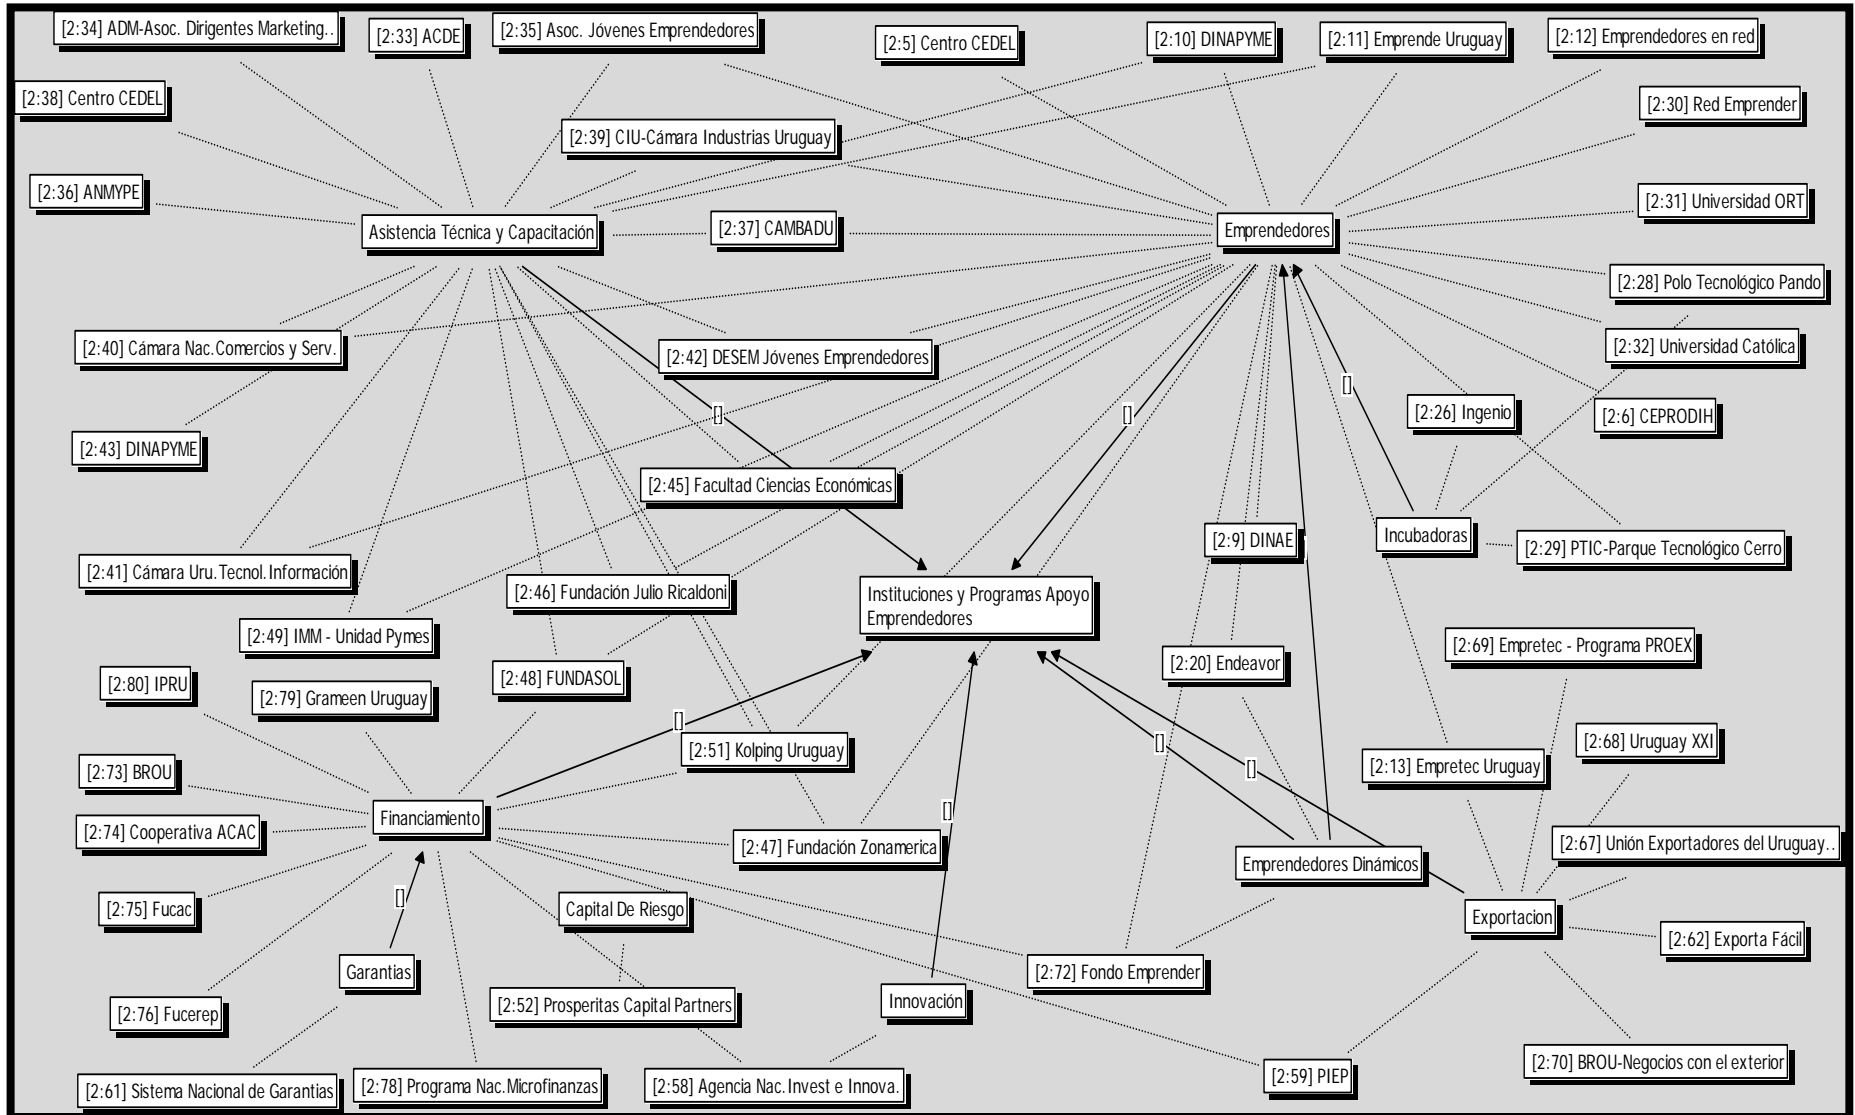 [2:34] ADM-Asoc. Dirigentes Marketing..
[2:33] ACDE
[2:35] Asoc. Jóvenes Emprendedores
[2:5] Centro CEDEL
[2:10] DINAPYME
[2:11] Emprende Uruguay
[2:12] Emprendedores en red
[2:38] Centro CEDEL
[2:39] CIU-Cámara Industrias Uruguay
[2:30] Red Emprender
[2:36] ANMYPE
Asistencia Técnica y Capacitación
[2:37] CAMBADU
Emprendedores
[2:31] Universidad ORT
[2:28] Polo Tecnológico Pando
[2:40] Cámara Nac.Comercios y Serv.
[2:42] DESEM Jóvenes Emprendedores
[2:32] Universidad Católica
[]
[]
[]
[2:26] Ingenio
[2:6] CEPRODIH
[2:43] DINAPYME
[2:45] Facultad Ciencias Económicas
[2:9] DINAE
Incubadoras
[2:29] PTIC-Parque Tecnológico Cerro
[2:41] Cámara Uru.Tecnol.Información
[2:46] Fundación Julio Ricaldoni
Instituciones y Programas Apoyo
Emprendedores
[2:49] IMM - Unidad Pymes
[2:69] Empretec - Programa PROEX
[2:80] IPRU
[2:79] Grameen Uruguay
[2:48] FUNDASOL
[2:20] Endeavor
[]
[]
[]
[2:73] BROU
[2:51] Kolping Uruguay
[2:13] Empretec Uruguay
[2:68] Uruguay XXI
[]
[2:74] Cooperativa ACAC
Financiamiento
[2:47] Fundación Zonamerica
Emprendedores Dinámicos
[2:67] Unión Exportadores del Uruguay..
[]
[2:75] Fucac
Capital De Riesgo
Exportacion
[2:62] Exporta Fácil
Garantias
[2:72] Fondo Emprender
[2:76] Fucerep
[2:52] Prosperitas Capital Partners
Innovación
[2:61] Sistema Nacional de Garantias
[2:78] Programa Nac.Microfinanzas
[2:58] Agencia Nac.Invest e Innova.
[2:59] PIEP
[2:70] BROU-Negocios con el exterior